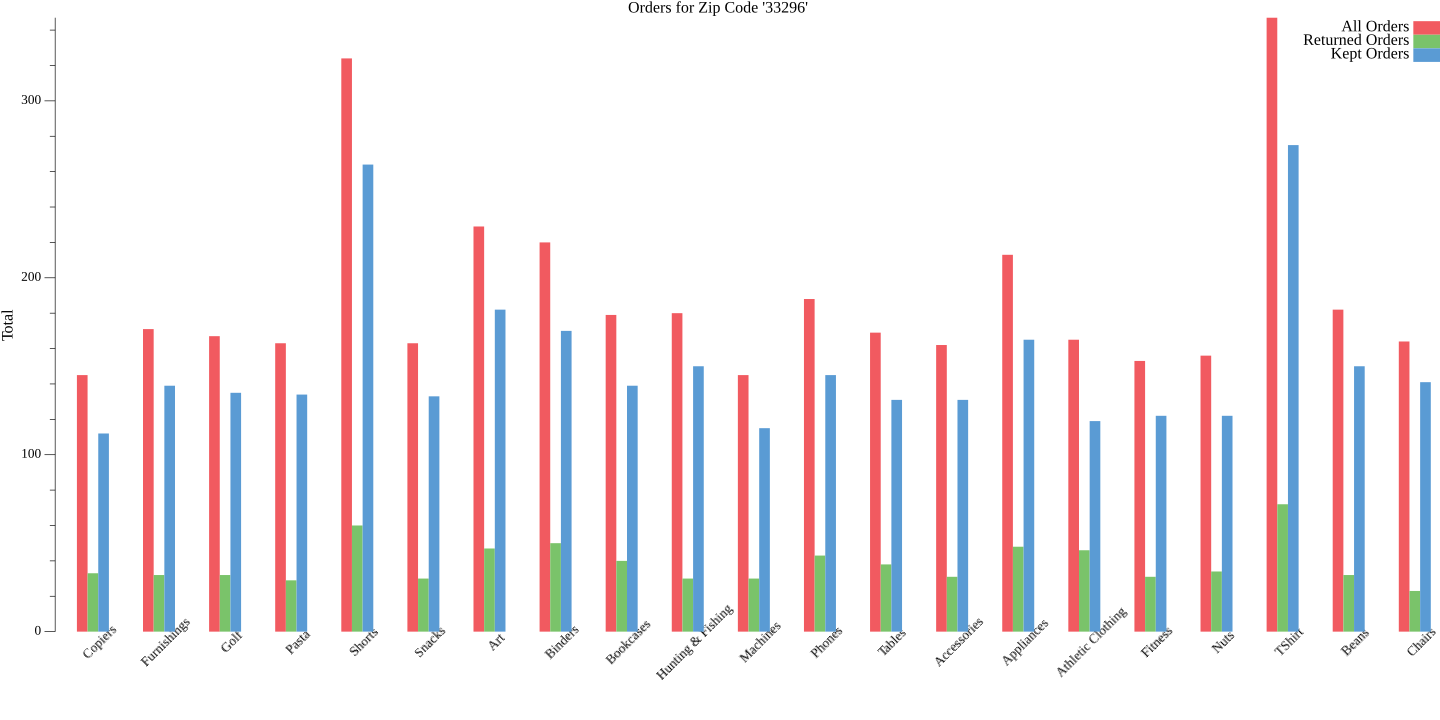 Orders for Zip Code '33296'
All Orders
Returned Orders
Kept Orders
Total
300
200
100
0
Copiers
Furnishings
Golf
Pasta
Shorts
Snacks
Art
Binders
Bookcases
Hunting & Fishing
Machines
Phones
Tables
Accessories
Appliances
Athletic Clothing
Fitness
Nuts
TShirt
Beans
Chairs